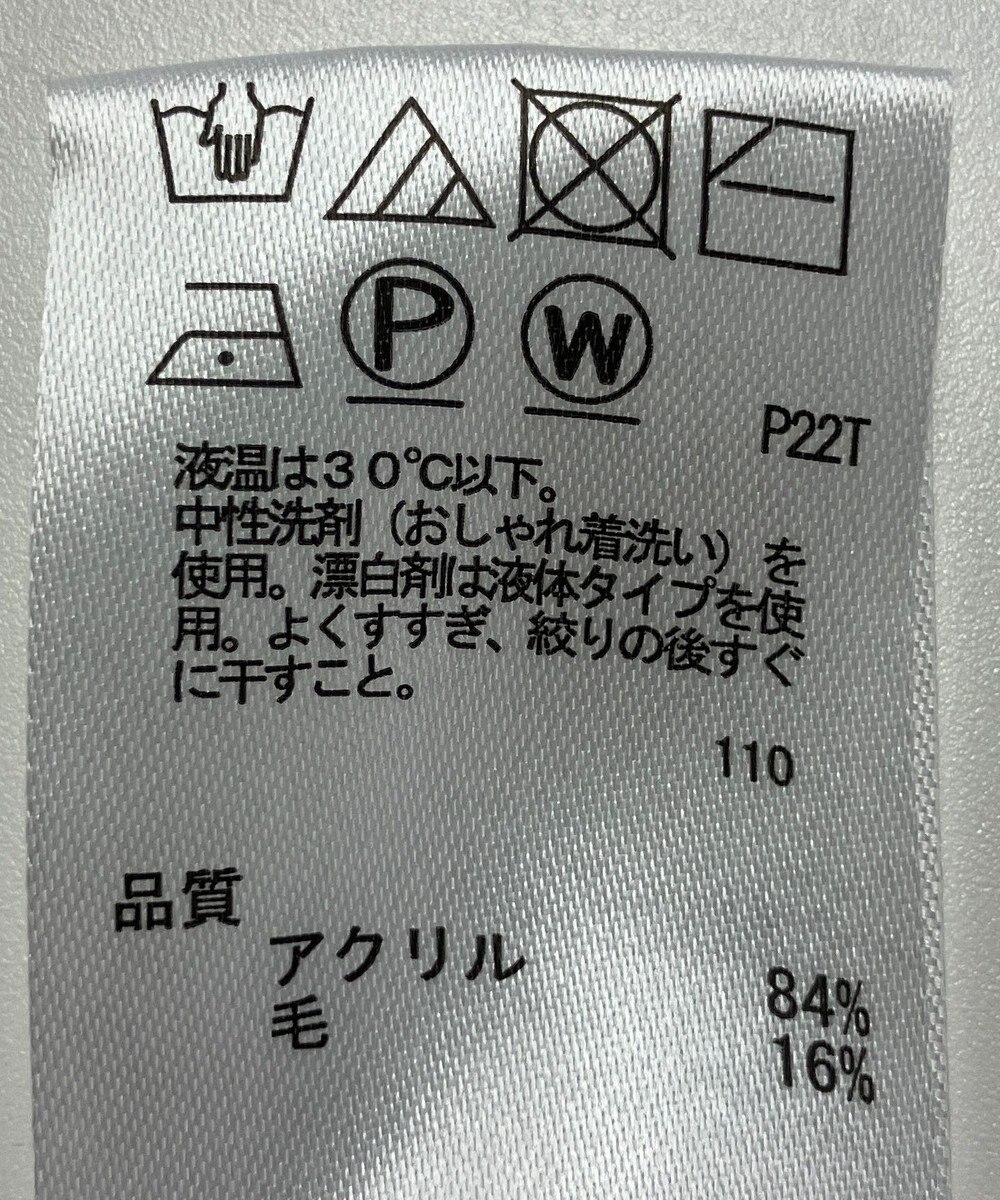 P W
P22T
液温は30℃以下。
中性洗剤（おしゃれ着洗い）を
使用。漂白剤は液体タイプを使
用。よくすすぎ、絞りの後すぐ
に干すこと。
110
品質
アクリル 84%
毛 16%